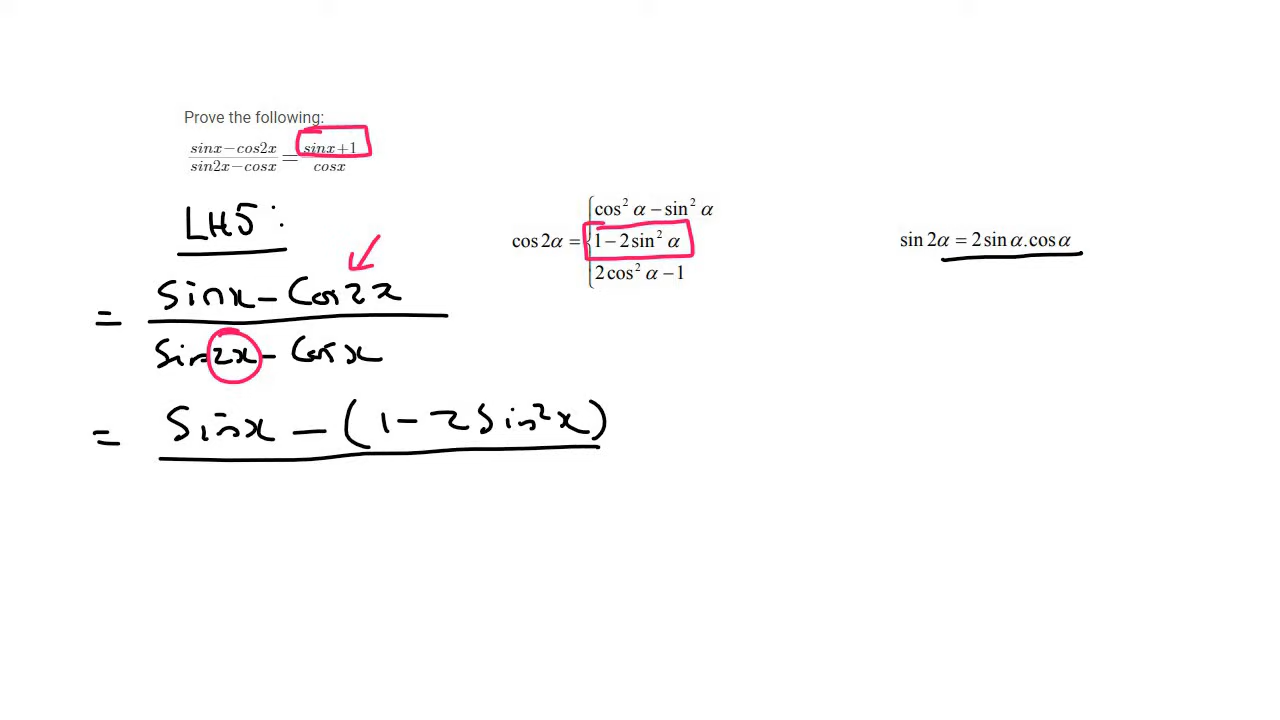 Prove the following:
sinx−cos2x / sin2x−cosx = sinx+1 / cosx
LHS:
cos 2α = { cos² α − sin² α
1 − 2 sin² α
2 cos² α − 1
sin 2α = 2 sin α. cos α
= Sinx − Cos2x / Sin2x − Cosx
= Sinx − (1 − 2Sin²x)